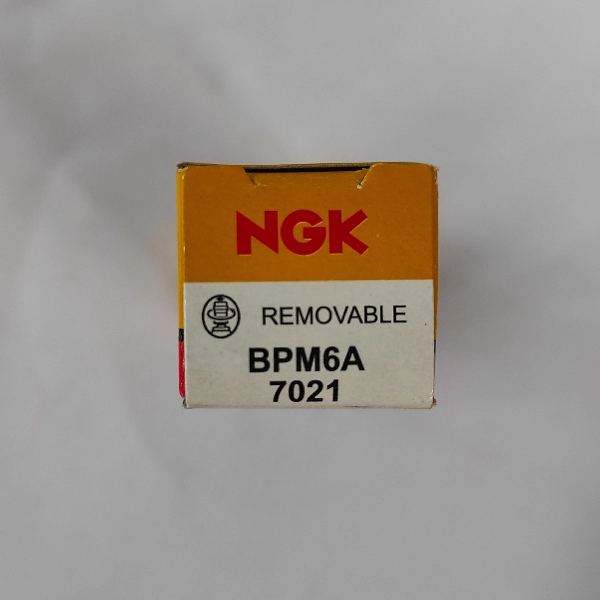 NGK
REMOVABLE
BPM6A
7021